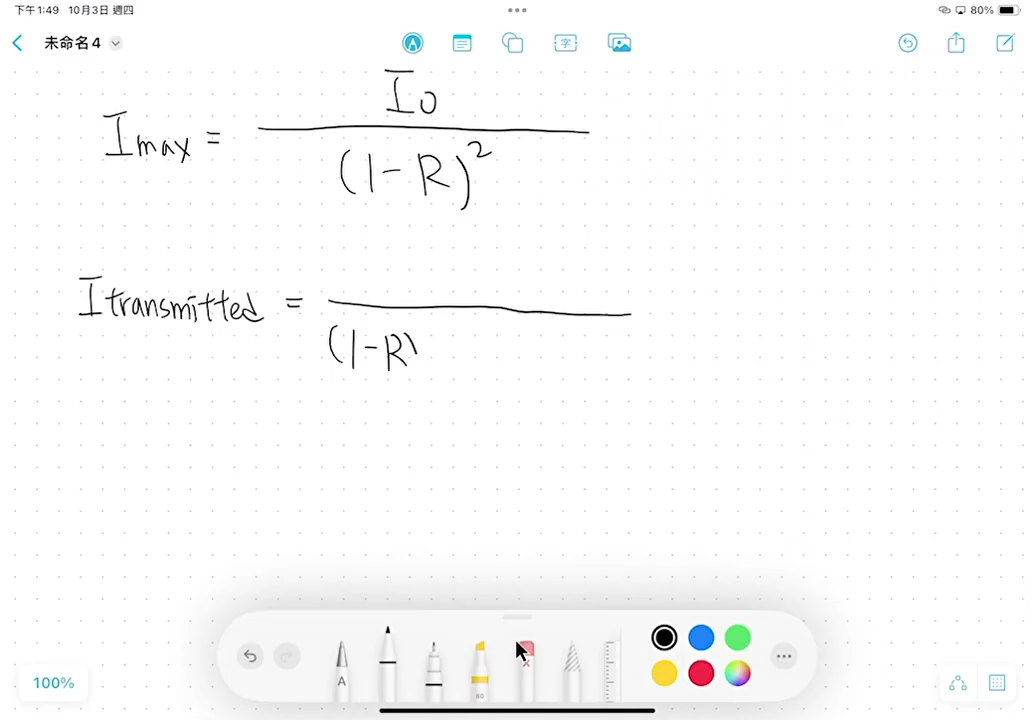 下午1:49 10月3日 週四
80%
未命名4
字
I0
Imax =
(1-R)²
Itransmitted =
(1-R)
A
80
100%